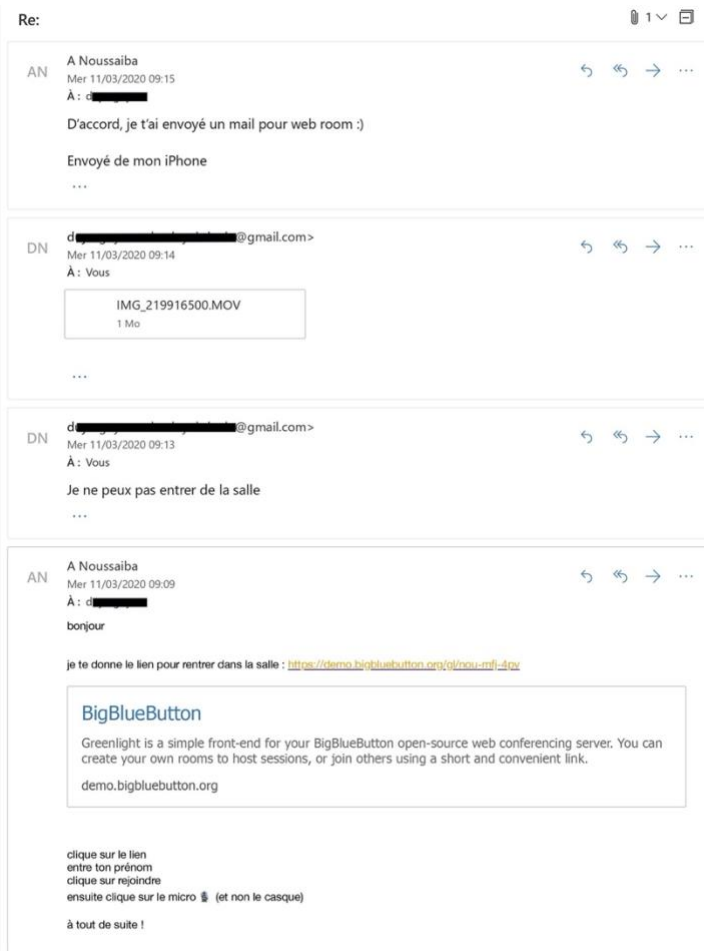 Re:
1
AN
A Noussaiba
Mer 11/03/2020 09:15
À : d
D'accord, je t'ai envoyé un mail pour web room :)
Envoyé de mon iPhone
...
DN
d @gmail.com>
Mer 11/03/2020 09:14
À : Vous
IMG_219916500.MOV
1 Mo
...
DN
d @gmail.com>
Mer 11/03/2020 09:13
À : Vous
Je ne peux pas entrer de la salle
...
AN
A Noussaiba
Mer 11/03/2020 09:09
À : d
bonjour
je te donne le lien pour rentrer dans la salle : https://demo.bigbluebutton.org/gl/nou-mfj-4pv
BigBlueButton
Greenlight is a simple front-end for your BigBlueButton open-source web conferencing server. You can
create your own rooms to host sessions, or join others using a short and convenient link.
demo.bigbluebutton.org
clique sur le lien
entre ton prénom
clique sur rejoindre
ensuite clique sur le micro 🎙 (et non le casque)
à tout de suite !